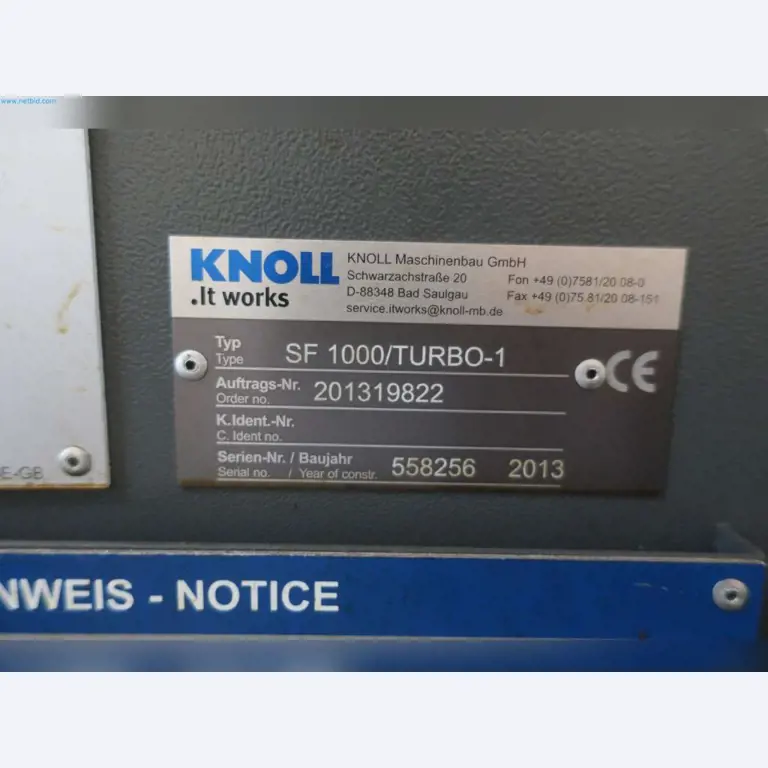 www.netbid.com
KNOLL
.It works
KNOLL Maschinenbau GmbH
Schwarzachstraße 20
D-88348 Bad Saulgau
service.itworks@knoll-mb.de
Fon +49 (0)7581/20 08-0
Fax +49 (0)75 81/20 08-151
Typ
Type
SF 1000/TURBO-1
CE
Auftrags-Nr.
Order no.
201319822
K.Ident.-Nr.
C. Ident no.
Serien-Nr. / Baujahr
Serial no. / Year of constr.
558256 2013
E-GB
NWEIS - NOTICE